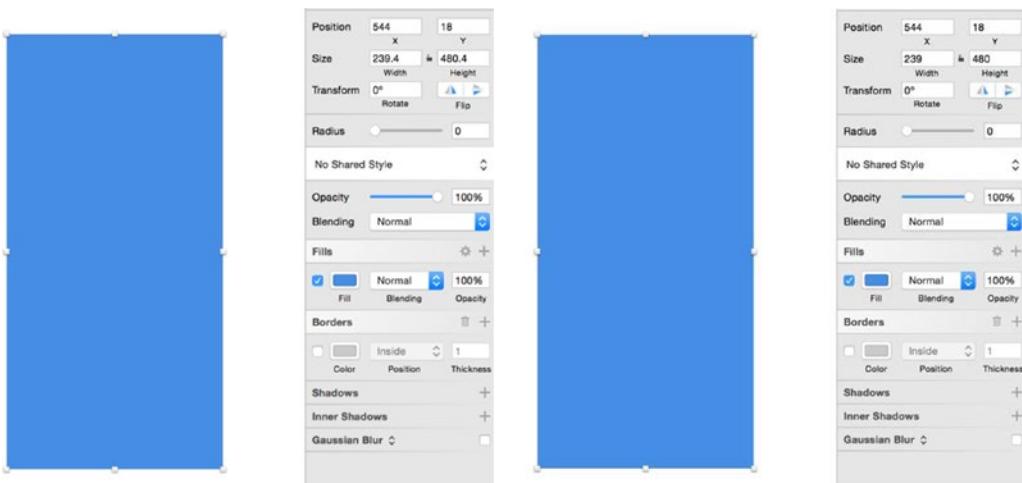 Position 544 18
X Y
Size 239.4 480.4
Width Height
Transform 0°
Rotate Flip
Radius 0
No Shared Style
Opacity 100%
Blending Normal
Fills
Normal 100%
Fill Blending Opacity
Borders
Inside 1
Color Position Thickness
Shadows
Inner Shadows
Gaussian Blur
Position 544 18
X Y
Size 239 480
Width Height
Transform 0°
Rotate Flip
Radius 0
No Shared Style
Opacity 100%
Blending Normal
Fills
Normal 100%
Fill Blending Opacity
Borders
Inside 1
Color Position Thickness
Shadows
Inner Shadows
Gaussian Blur